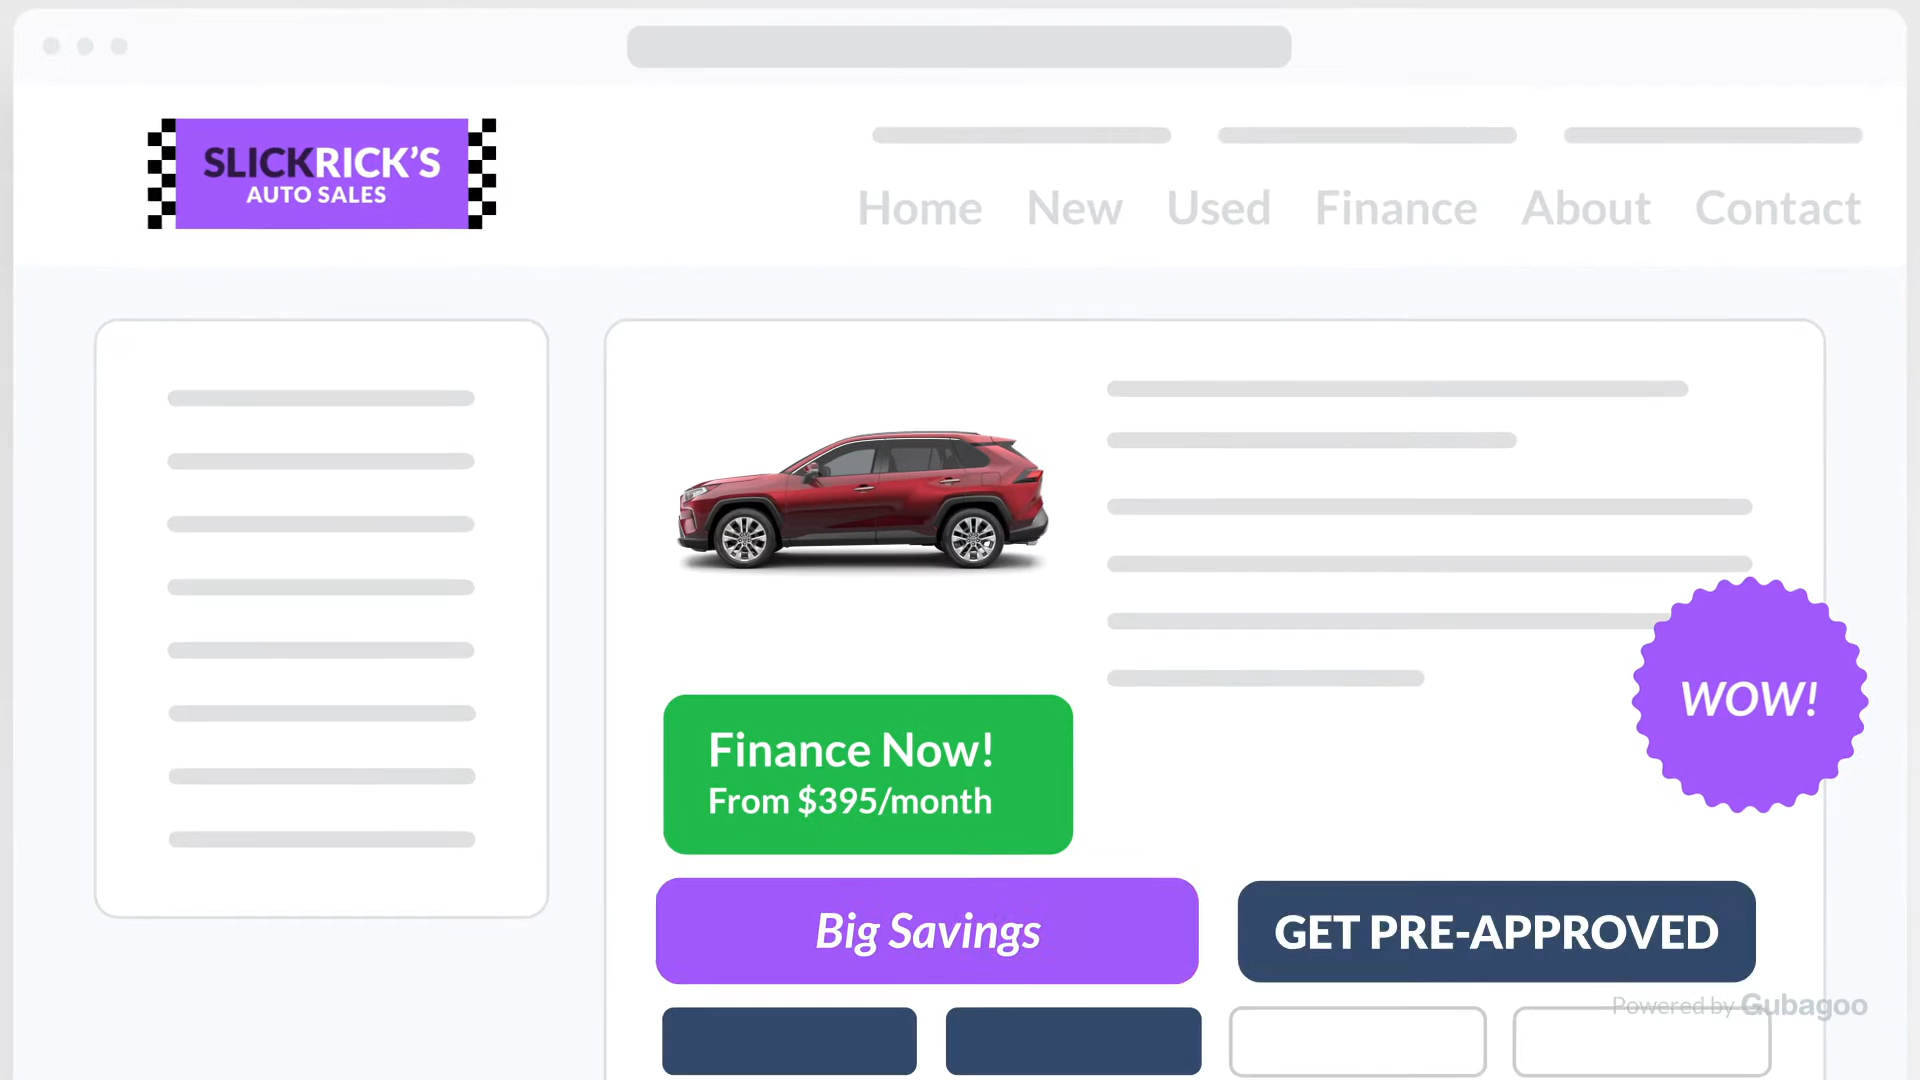 SLICKRICK'S
AUTO SALES
Home New Used Finance About Contact
WOW!
Finance Now!
From $395/month
Big Savings
GET PRE-APPROVED
Powered by Gubagoo